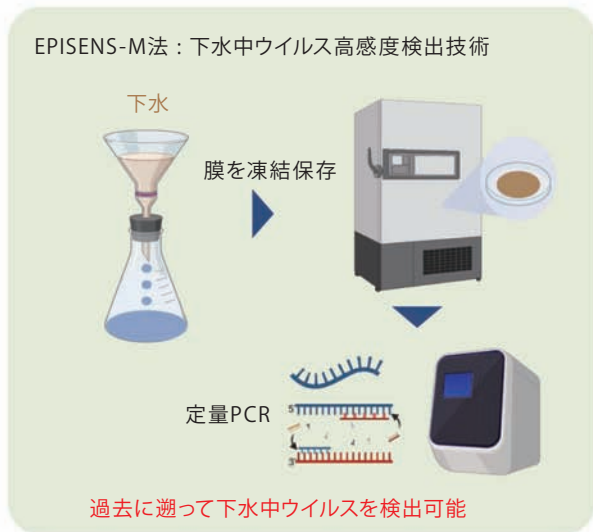 EPISENS-M法：下水中ウイルス高感度検出技術
下水
膜を凍結保存
定量PCR
5'
3'
過去に遡って下水中ウイルスを検出可能